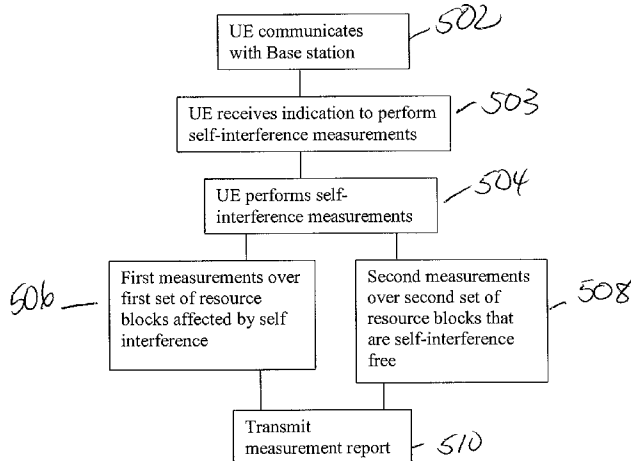 UE communicates
with Base station
502
UE receives indication to perform
self-interference measurements
503
UE performs self-
interference measurements
504
506
First measurements over
first set of resource
blocks affected by self
interference
Second measurements
over second set of
resource blocks that
are self-interference
free
508
Transmit
measurement report
510